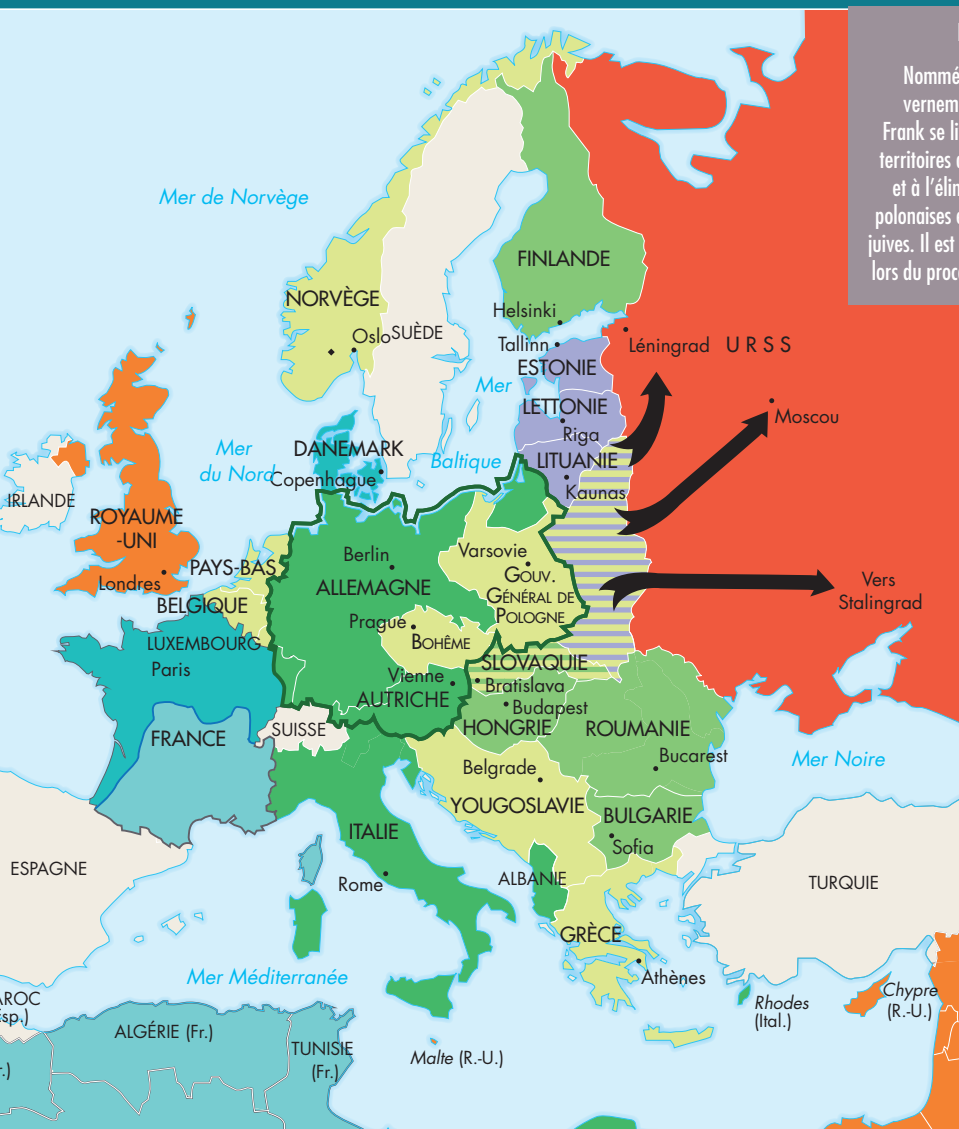 Nommé
vernem
Frank se li
territoires
et à l'élin
polonaises
juives. Il est
lors du proc
Mer de Norvège
FINLANDE
NORVÈGE
Helsinki
Oslo
SUÈDE
Tallinn
Léningrad
URSS
ESTONIE
Mer
Baltique
LETTONIE
Moscou
Riga
DANEMARK
Mer
du Nord
Copenhague
LITUANIE
Kaunas
IRLANDE
ROYAUME
-UNI
Londres
PAYS-BAS
Berlin
ALLEMAGNE
Varsovie
GOUV.
GÉNÉRAL DE
POLOGNE
Vers
Stalingrad
BELGIQUE
Prague
BOHÊME
LUXEMBOURG
Paris
SLOVAQUIE
Vienne
Bratislava
AUTRICHE
Budapest
HONGRIE
ROUMANIE
FRANCE
SUISSE
Bucarest
Mer Noire
Belgrade
YOUGOSLAVIE
BULGARIE
Sofia
ITALIE
ESPAGNE
Rome
ALBANIE
TURQUIE
GRÈCE
Athènes
Mer Méditerranée
AROC
sp.)
ALGÉRIE (Fr.)
TUNISIE
(Fr.)
Malte (R.-U.)
Rhodes
(Ital.)
Chypre
(R.-U.)
r.)